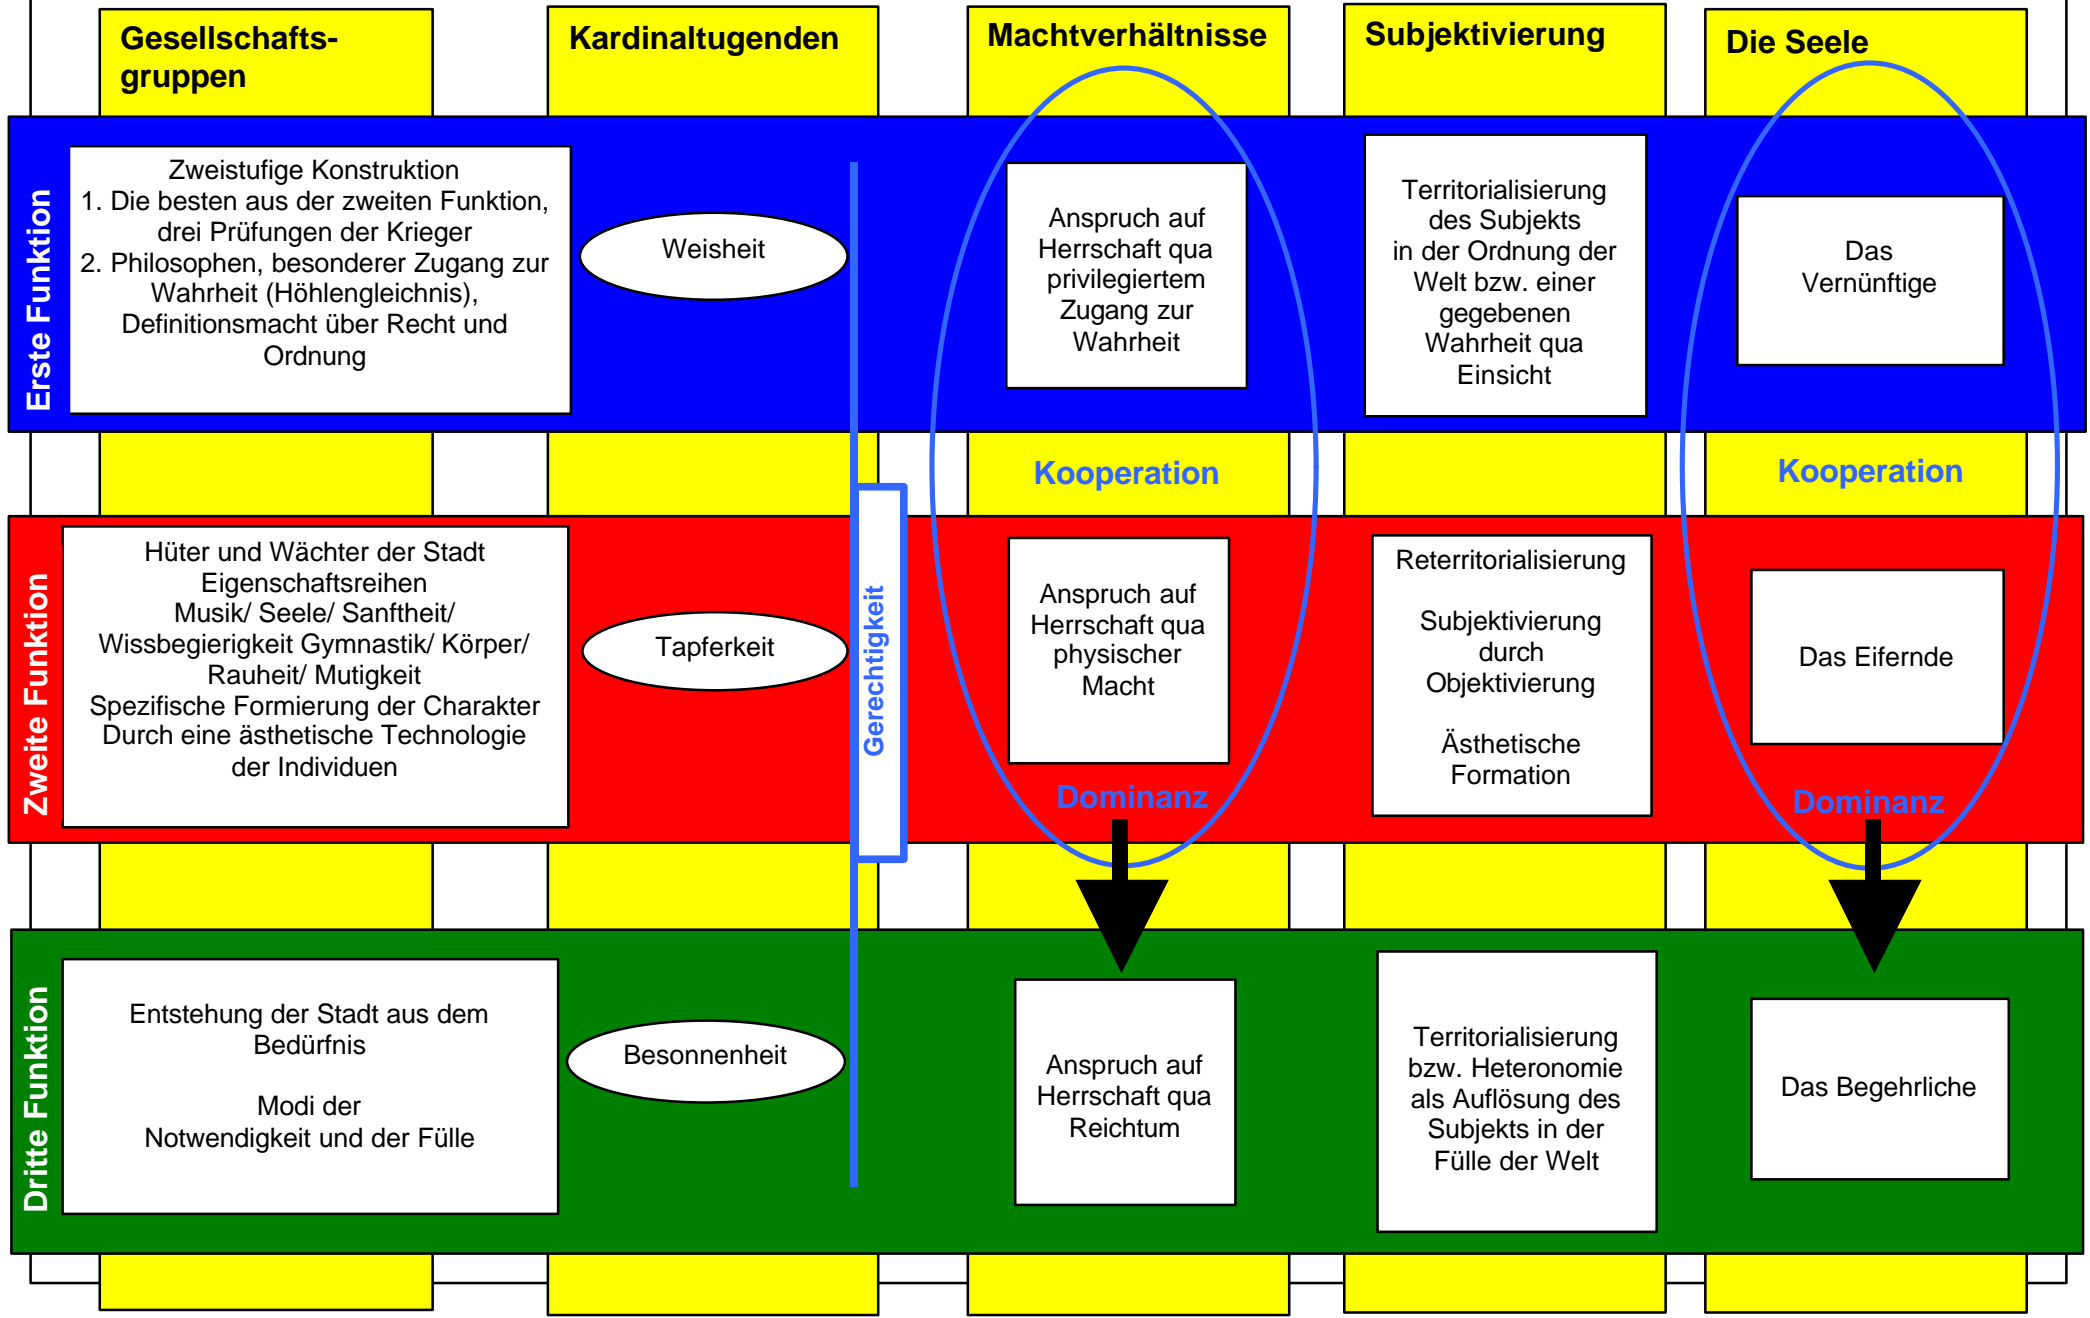 Gesellschafts-
gruppen
Kardinaltugenden
Machtverhältnisse
Subjektivierung
Die Seele
Erste Funktion
Zweistufige Konstruktion
1. Die besten aus der zweiten Funktion,
drei Prüfungen der Krieger
2. Philosophen, besonderer Zugang zur
Wahrheit (Höhlengleichnis),
Definitionsmacht über Recht und
Ordnung
Weisheit
Anspruch auf
Herrschaft qua
privilegiertem
Zugang zur
Wahrheit
Territorialisierung
des Subjekts
in der Ordnung der
Welt bzw. einer
gegebenen
Wahrheit qua
Einsicht
Das
Vernünftige
Kooperation
Kooperation
Zweite Funktion
Hüter und Wächter der Stadt
Eigenschaftsreihen
Musik/ Seele/ Sanftheit/
Wissbegierigkeit Gymnastik/ Körper/
Rauheit/ Mutigkeit
Spezifische Formierung der Charakter
Durch eine ästhetische Technologie
der Individuen
Tapferkeit
Gerechtigkeit
Anspruch auf
Herrschaft qua
physischer
Macht
Dominanz
Reterritorialisierung
Subjektivierung
durch
Objektivierung
Ästhetische
Formation
Das Eifernde
Dominanz
Dritte Funktion
Entstehung der Stadt aus dem
Bedürfnis
Modi der
Notwendigkeit und der Fülle
Besonnenheit
Anspruch auf
Herrschaft qua
Reichtum
Territorialisierung
bzw. Heteronomie
als Auflösung des
Subjekts in der
Fülle der Welt
Das Begehrliche